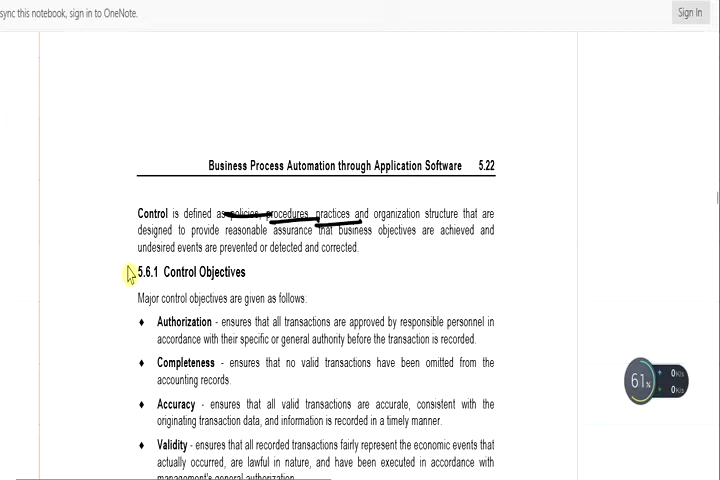 sync this notebook, sign in to OneNote.
Sign In
Business Process Automation through Application Software 5.22
Control is defined as policies, procedures, practices and organization structure that are
designed to provide reasonable assurance that business objectives are achieved and
undesired events are prevented or detected and corrected.
5.6.1 Control Objectives
Major control objectives are given as follows:
♦ Authorization - ensures that all transactions are approved by responsible personnel in
accordance with their specific or general authority before the transaction is recorded.
♦ Completeness - ensures that no valid transactions have been omitted from the
accounting records.
♦ Accuracy - ensures that all valid transactions are accurate, consistent with the
originating transaction data, and information is recorded in a timely manner.
♦ Validity - ensures that all recorded transactions fairly represent the economic events that
actually occurred, are lawful in nature, and have been executed in accordance with
management's general authorization.
61%
+ 0K/s
0K/s